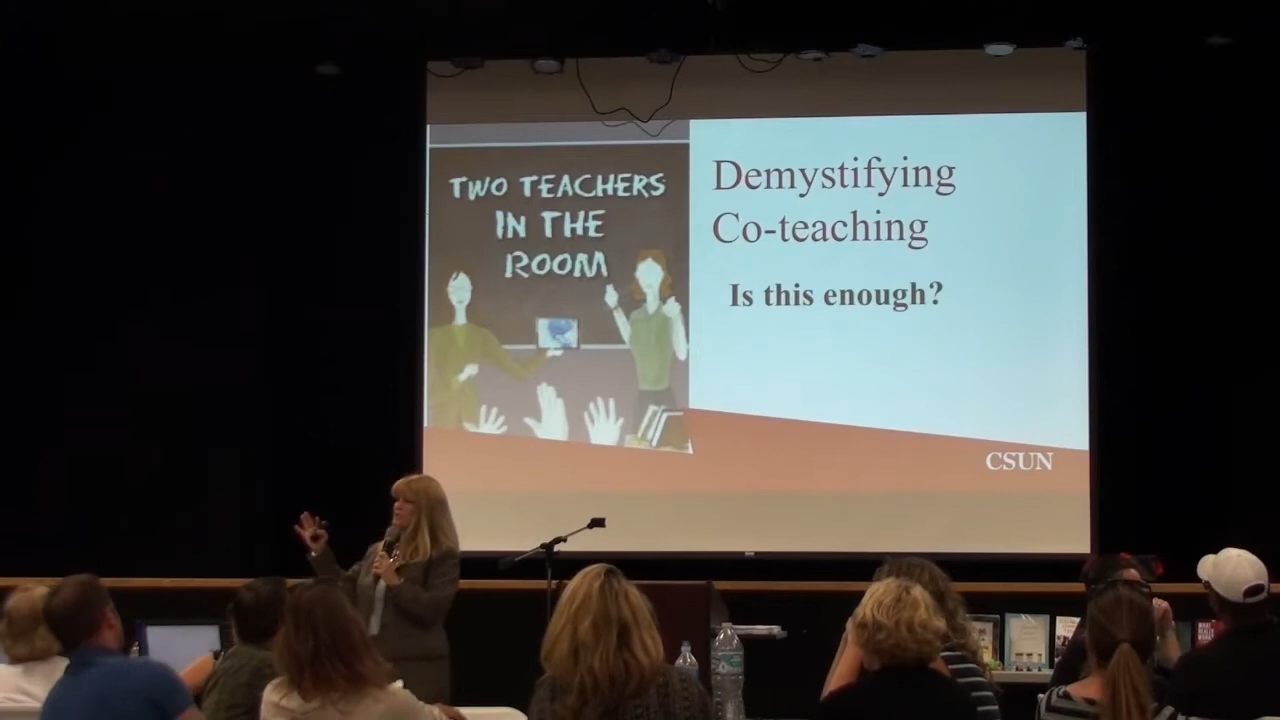 TWO TEACHERS
IN THE
ROOM
Demystifying
Co-teaching
Is this enough?
CSUN